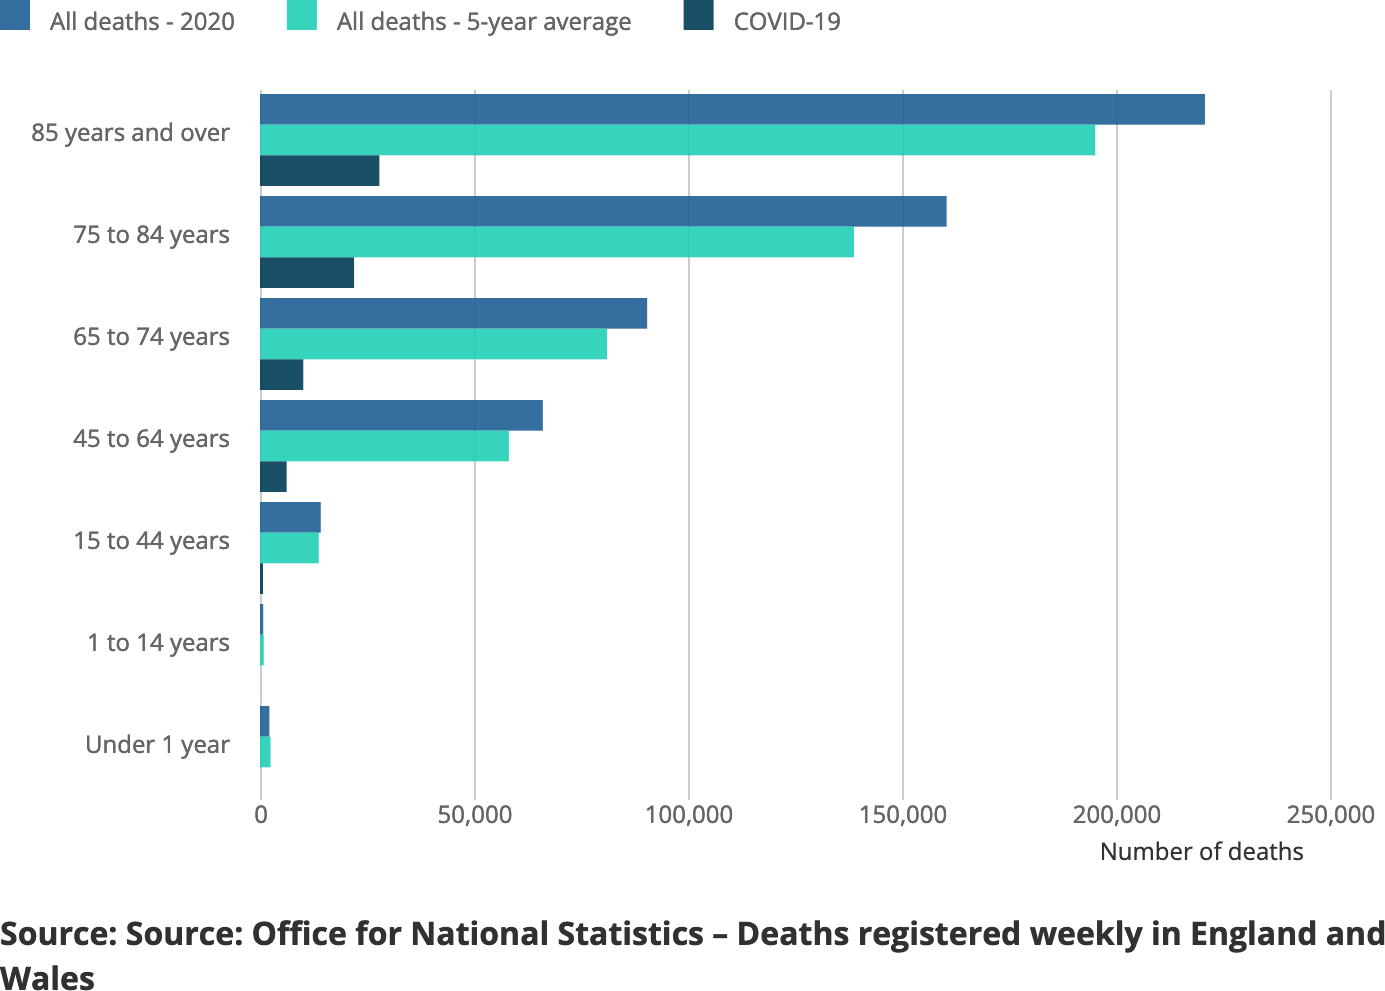 All deaths - 2020
All deaths - 5-year average
COVID-19
85 years and over
75 to 84 years
65 to 74 years
45 to 64 years
15 to 44 years
1 to 14 years
Under 1 year
0
50,000
100,000
150,000
200,000
250,000
Number of deaths
Source: Source: Office for National Statistics – Deaths registered weekly in England and
Wales